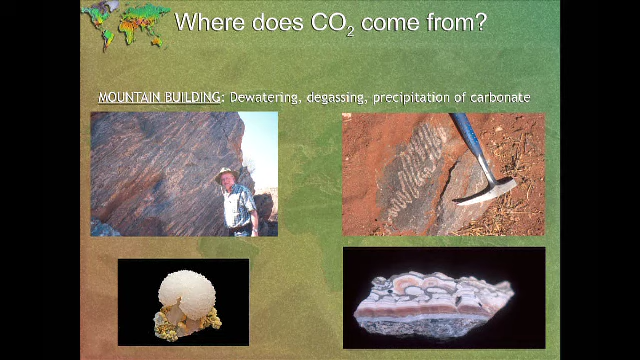 Where does CO₂ come from?
MOUNTAIN BUILDING: Dewatering, degassing, precipitation of carbonate